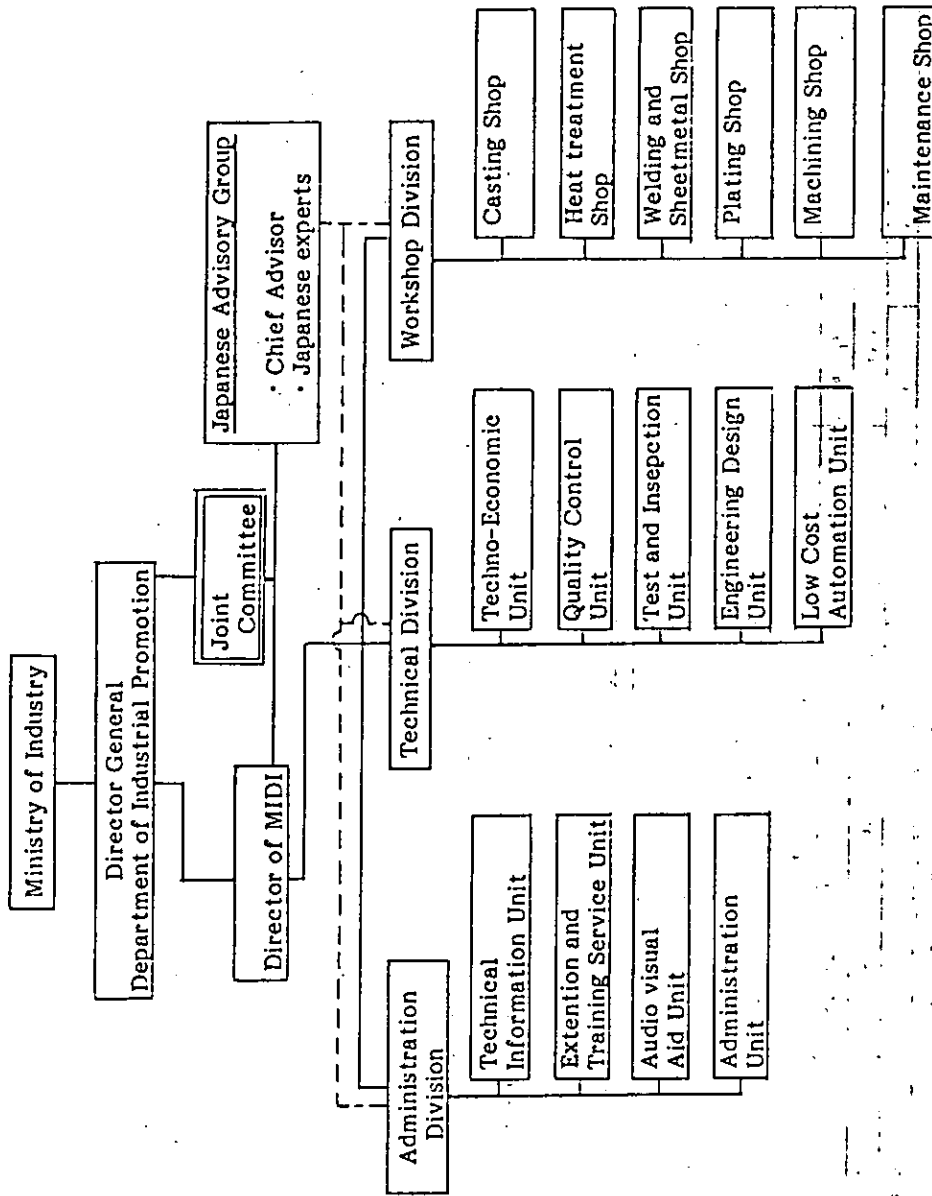 Ministry of Industry
Director General
Department of Industrial Promotion
Joint
Committee
Director of MIDI
Japanese Advisory Group
· Chief Advisor
· Japanese experts
Administration
Division
Technical
Information Unit
Extention and
Training Service Unit
Audio visual
Aid Unit
Administration
Unit
Technical Division
Techno-Economic
Unit
Quality Control
Unit
Test and Insepction
Unit
Engineering Design
Unit
Low Cost
Automation Unit
Workshop Division
Casting Shop
Heat treatment
Shop
Welding and
Sheetmetal Shop
Plating Shop
Machining Shop
Maintenance Shop